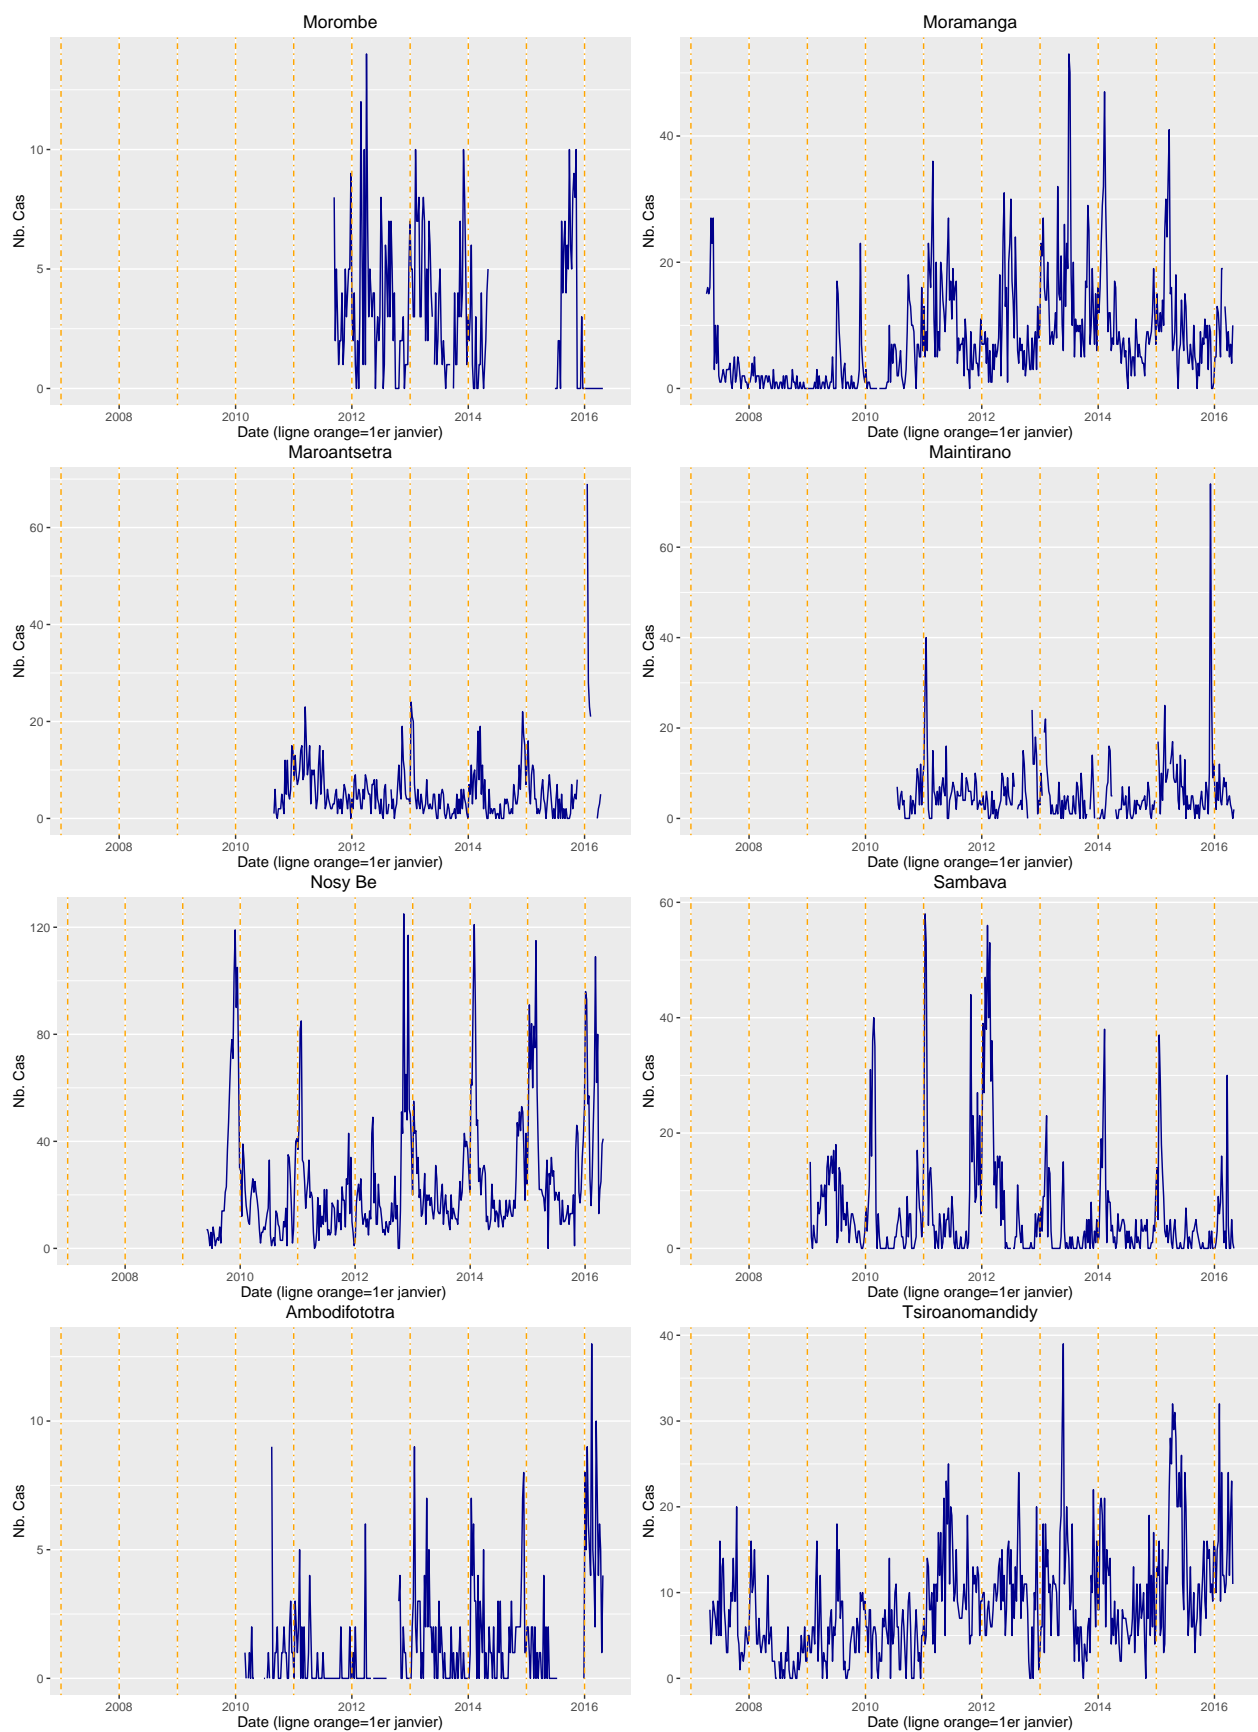 Morombe
Nb. Cas
10
5
0
2008 2010 2012 2014 2016
Date (ligne orange=1er janvier)
Moramanga
Nb. Cas
40
20
0
2008 2010 2012 2014 2016
Date (ligne orange=1er janvier)
Maroantsetra
Nb. Cas
60
40
20
0
2008 2010 2012 2014 2016
Date (ligne orange=1er janvier)
Maintirano
Nb. Cas
60
40
20
0
2008 2010 2012 2014 2016
Date (ligne orange=1er janvier)
Nosy Be
Nb. Cas
120
80
40
0
2008 2010 2012 2014 2016
Date (ligne orange=1er janvier)
Sambava
Nb. Cas
60
40
20
0
2008 2010 2012 2014 2016
Date (ligne orange=1er janvier)
Ambodifototra
Nb. Cas
10
5
0
2008 2010 2012 2014 2016
Date (ligne orange=1er janvier)
Tsiroanomandidy
Nb. Cas
40
30
20
10
0
2008 2010 2012 2014 2016
Date (ligne orange=1er janvier)